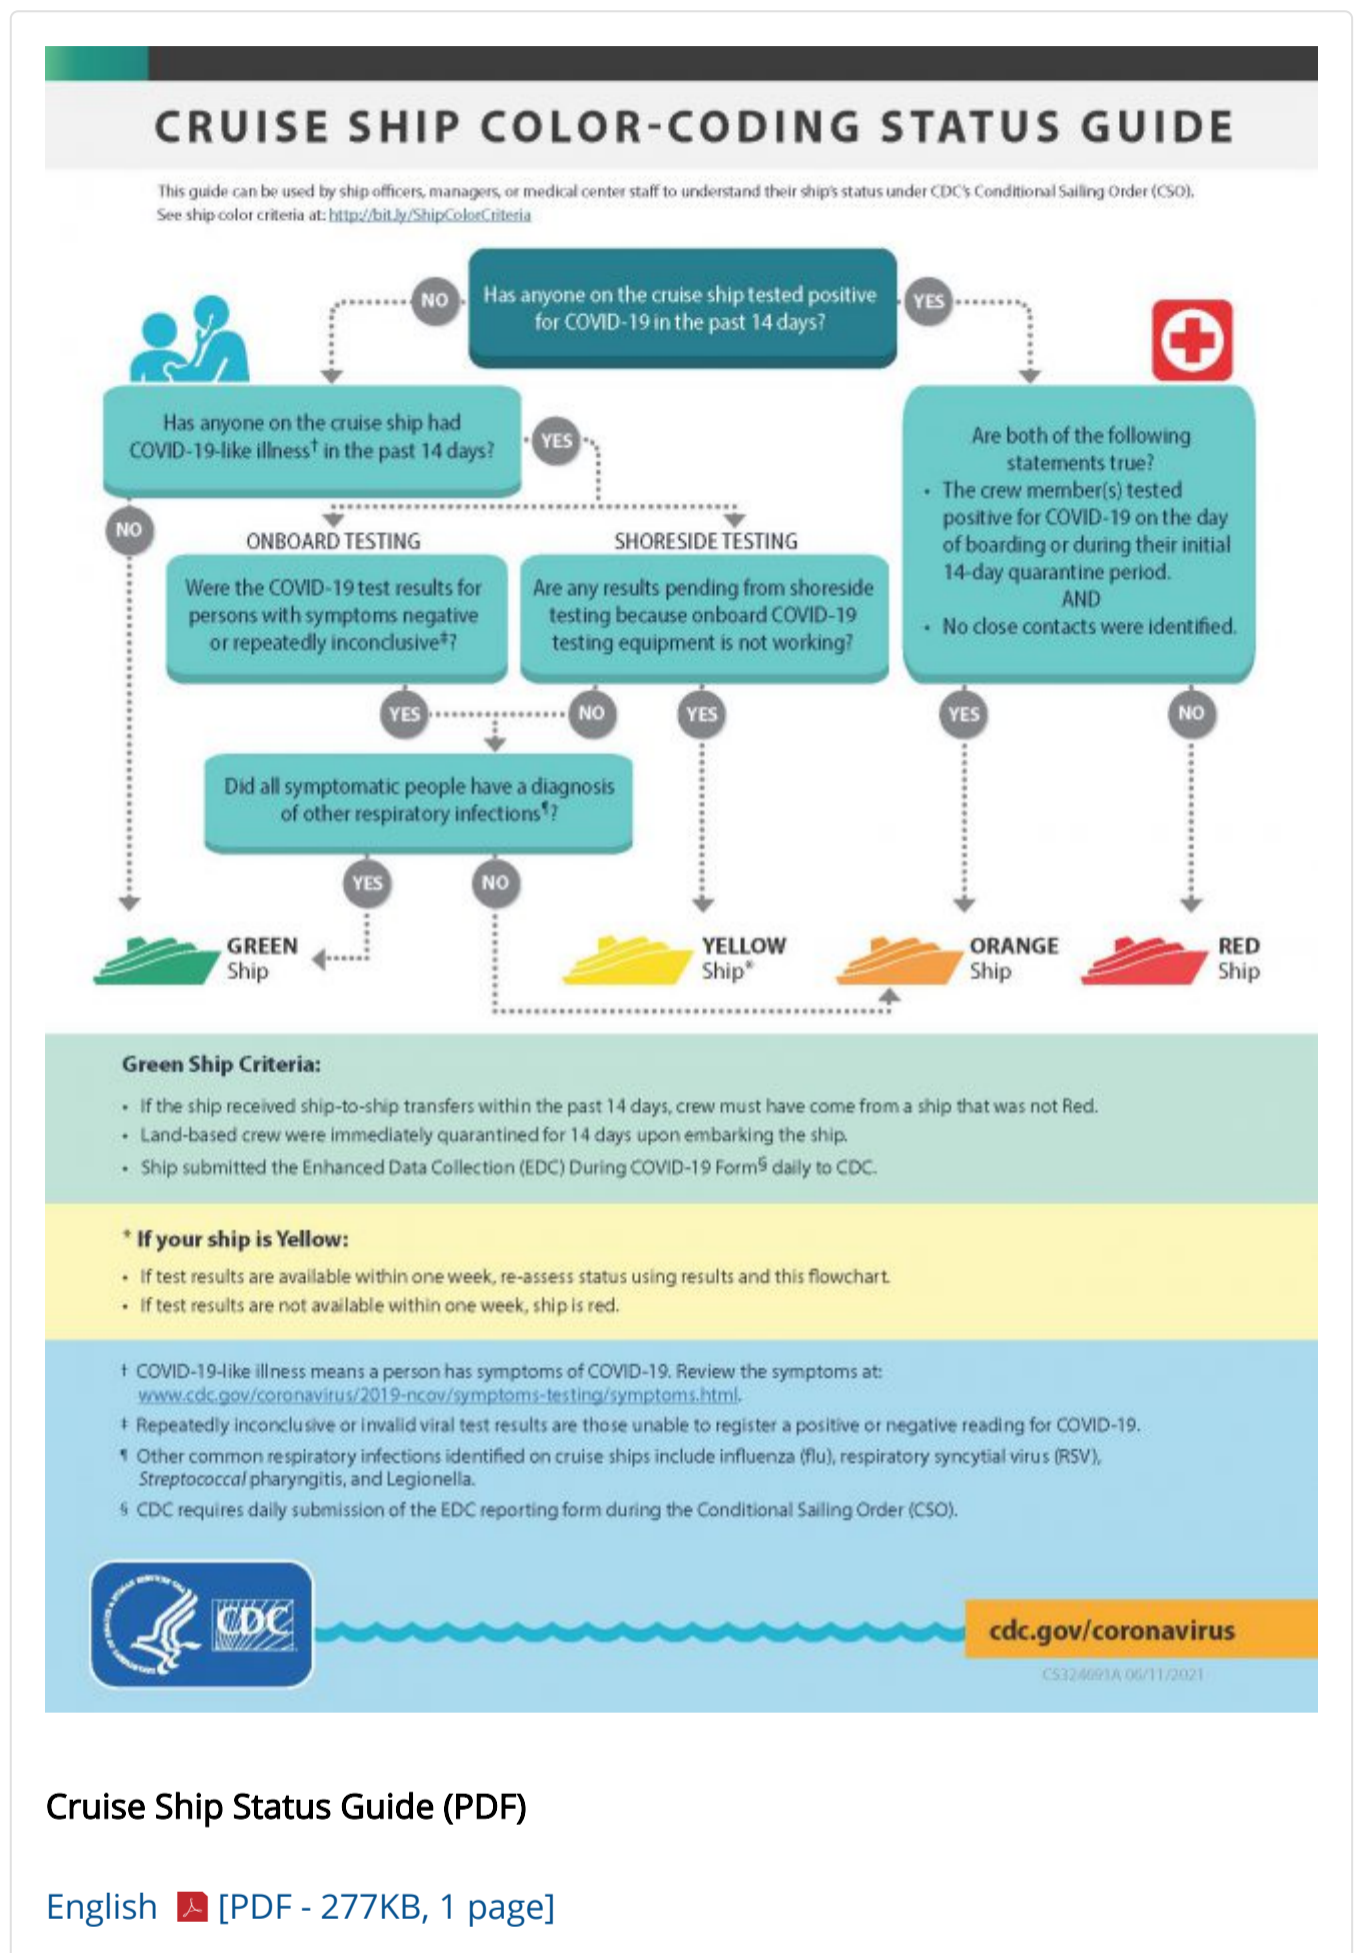 CRUISE SHIP COLOR-CODING STATUS GUIDE
This guide can be used by ship officers, managers, or medical center staff to understand their ship's status under CDC's Conditional Sailing Order (CSO).
See ship color criteria at: http://bit.ly/ShipColorCriteria
Has anyone on the cruise ship tested positive
for COVID-19 in the past 14 days?
NO
YES
Has anyone on the cruise ship had
COVID-19-like illness† in the past 14 days?
YES
NO
Are both of the following
statements true?
• The crew member(s) tested
positive for COVID-19 on the day
of boarding or during their initial
14-day quarantine period.
AND
• No close contacts were identified.
ONBOARD TESTING
Were the COVID-19 test results for
persons with symptoms negative
or repeatedly inconclusive‡?
SHORESIDE TESTING
Are any results pending from shoreside
testing because onboard COVID-19
testing equipment is not working?
YES
NO
YES
YES
NO
Did all symptomatic people have a diagnosis
of other respiratory infections¶?
YES
NO
GREEN
Ship
YELLOW
Ship*
ORANGE
Ship
RED
Ship
Green Ship Criteria:
• If the ship received ship-to-ship transfers within the past 14 days, crew must have come from a ship that was not Red.
• Land-based crew were immediately quarantined for 14 days upon embarking the ship.
• Ship submitted the Enhanced Data Collection (EDC) During COVID-19 Form§ daily to CDC.
* If your ship is Yellow:
• If test results are available within one week, re-assess status using results and this flowchart.
• If test results are not available within one week, ship is red.
† COVID-19-like illness means a person has symptoms of COVID-19. Review the symptoms at:
www.cdc.gov/coronavirus/2019-ncov/symptoms-testing/symptoms.html.
‡ Repeatedly inconclusive or invalid viral test results are those unable to register a positive or negative reading for COVID-19.
¶ Other common respiratory infections identified on cruise ships include influenza (flu), respiratory syncytial virus (RSV),
Streptococcal pharyngitis, and Legionella.
§ CDC requires daily submission of the EDC reporting form during the Conditional Sailing Order (CSO).
CDC
cdc.gov/coronavirus
CS324691A 06/11/2021
Cruise Ship Status Guide (PDF)
English [PDF - 277KB, 1 page]